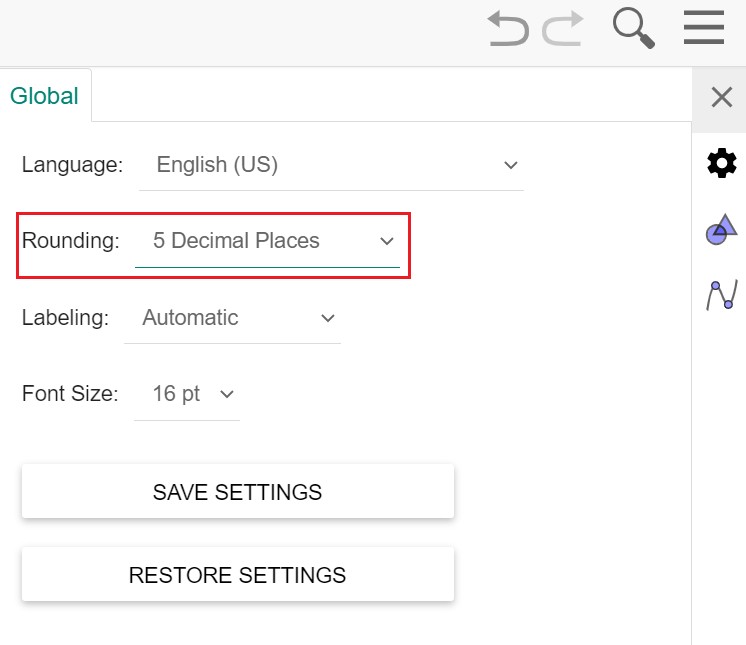 Global
Language: English (US)
Rounding: 5 Decimal Places
Labeling: Automatic
Font Size: 16 pt
SAVE SETTINGS
RESTORE SETTINGS